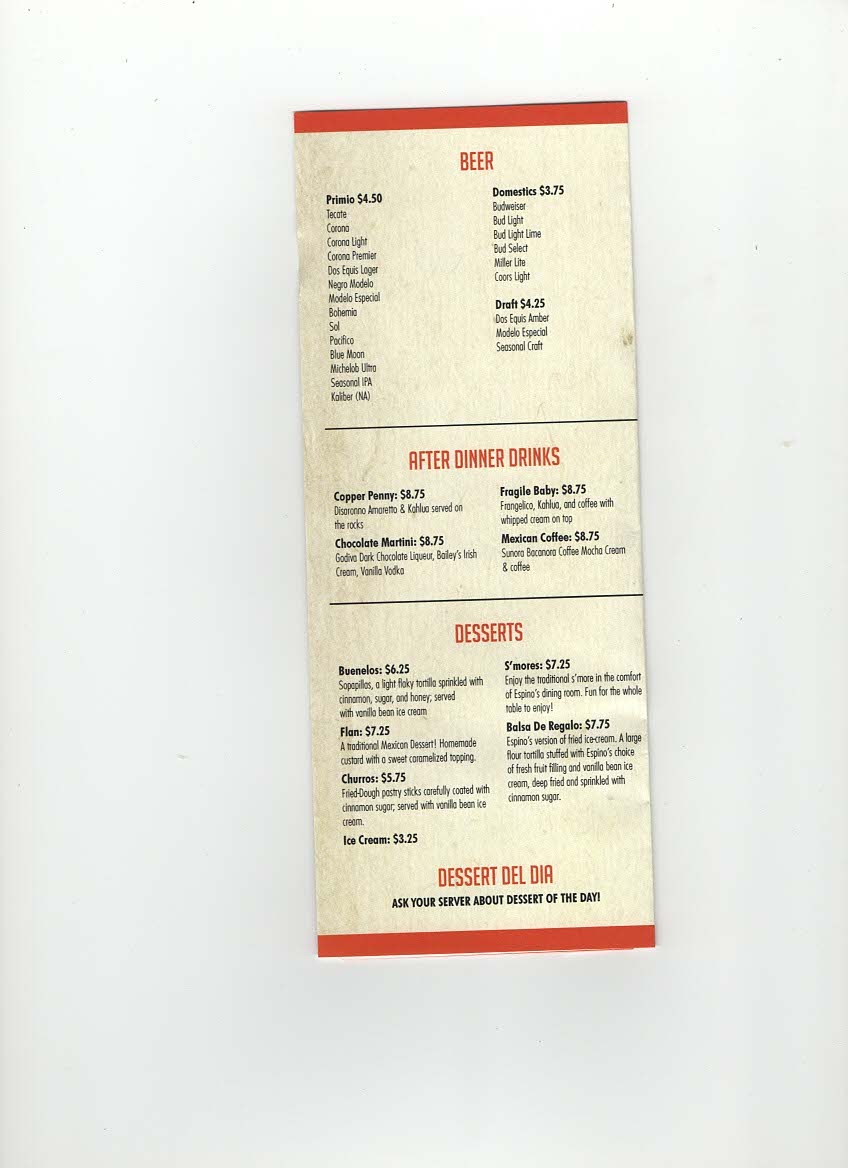 BEER
Primio $4.50
Tecate
Corona
Corona Light
Corona Premier
Dos Equis Lager
Negro Modelo
Modelo Especial
Bohemia
Sol
Pacifico
Blue Moon
Michelob Ultra
Seasonal IPA
Kaliber (NA)
Domestics $3.75
Budweiser
Bud Light
Bud Light Lime
Bud Select
Miller Lite
Coors Light
Draft $4.25
Dos Equis Amber
Modelo Especial
Seasonal Craft
AFTER DINNER DRINKS
Copper Penny: $8.75
Disaronno Amaretto & Kahlua served on
the rocks
Chocolate Martini: $8.75
Godiva Dark Chocolate Liqueur, Bailey's Irish
Cream, Vanilla Vodka
Fragile Baby: $8.75
Frangelico, Kahlua, and coffee with
whipped cream on top
Mexican Coffee: $8.75
Sunora Bacanora Coffee Mocha Cream
& coffee
DESSERTS
Buenelos: $6.25
Sopapillas, a light flaky tortilla sprinkled with
cinnamon, sugar, and honey; served
with vanilla bean ice cream
Flan: $7.25
A traditional Mexican Dessert! Homemade
custard with a sweet caramelized topping.
Churros: $5.75
Fried-Dough pastry sticks carefully coated with
cinnamon sugar; served with vanilla bean ice
cream.
Ice Cream: $3.25
S'mores: $7.25
Enjoy the traditional s'more in the comfort
of Espino's dining room. Fun for the whole
table to enjoy!
Balsa De Regalo: $7.75
Espino's version of fried ice-cream. A large
flour tortilla stuffed with Espino's choice
of fresh fruit filling and vanilla bean ice
cream, deep fried and sprinkled with
cinnamon sugar.
DESSERT DEL DIA
ASK YOUR SERVER ABOUT DESSERT OF THE DAY!